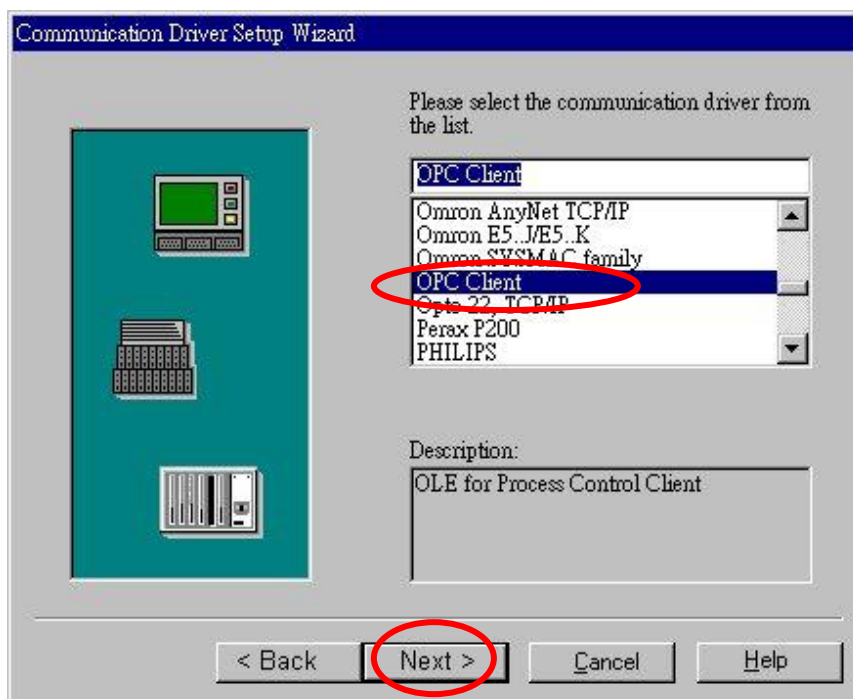 Communication Driver Setup Wizard
Please select the communication driver from
the list.
OPC Client
Omron AnyNet TCP/IP
Omron E5..J/E5..K
Omron SYSMAC family
OPC Client
Opto 22, TCP/IP
Perax P200
PHILIPS
Description:
OLE for Process Control Client
< Back
Next >
Cancel
Help